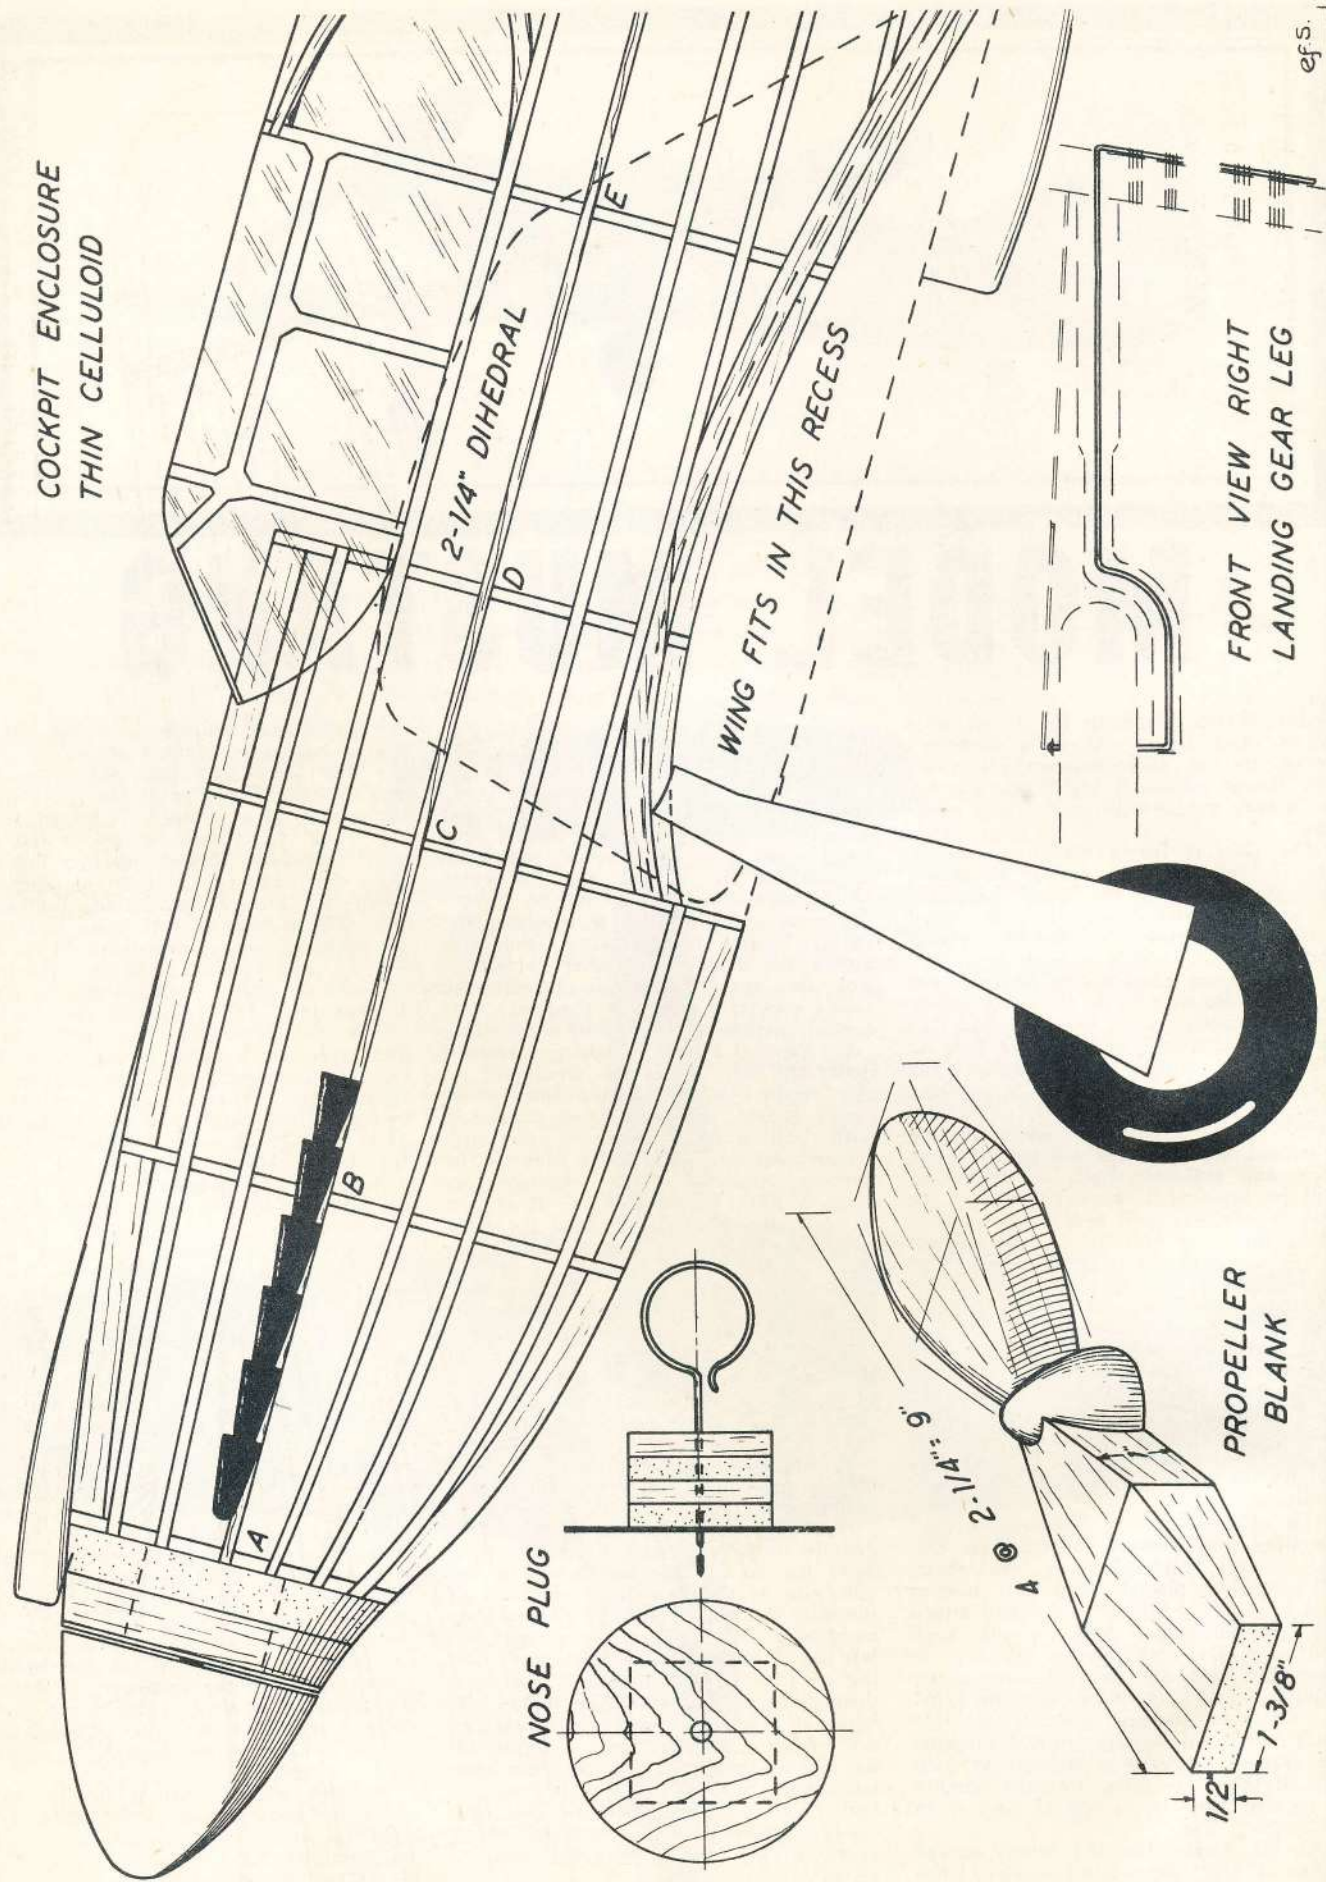 COCKPIT ENCLOSURE
THIN CELLULOID
2-1/4" DIHEDRAL
A
B
C
D
E
WING FITS IN THIS RECESS
NOSE PLUG
FRONT VIEW RIGHT
LANDING GEAR LEG
4 @ 2-1/4" = 9"
PROPELLER
BLANK
1/2"
1-3/8"
e.f.s.